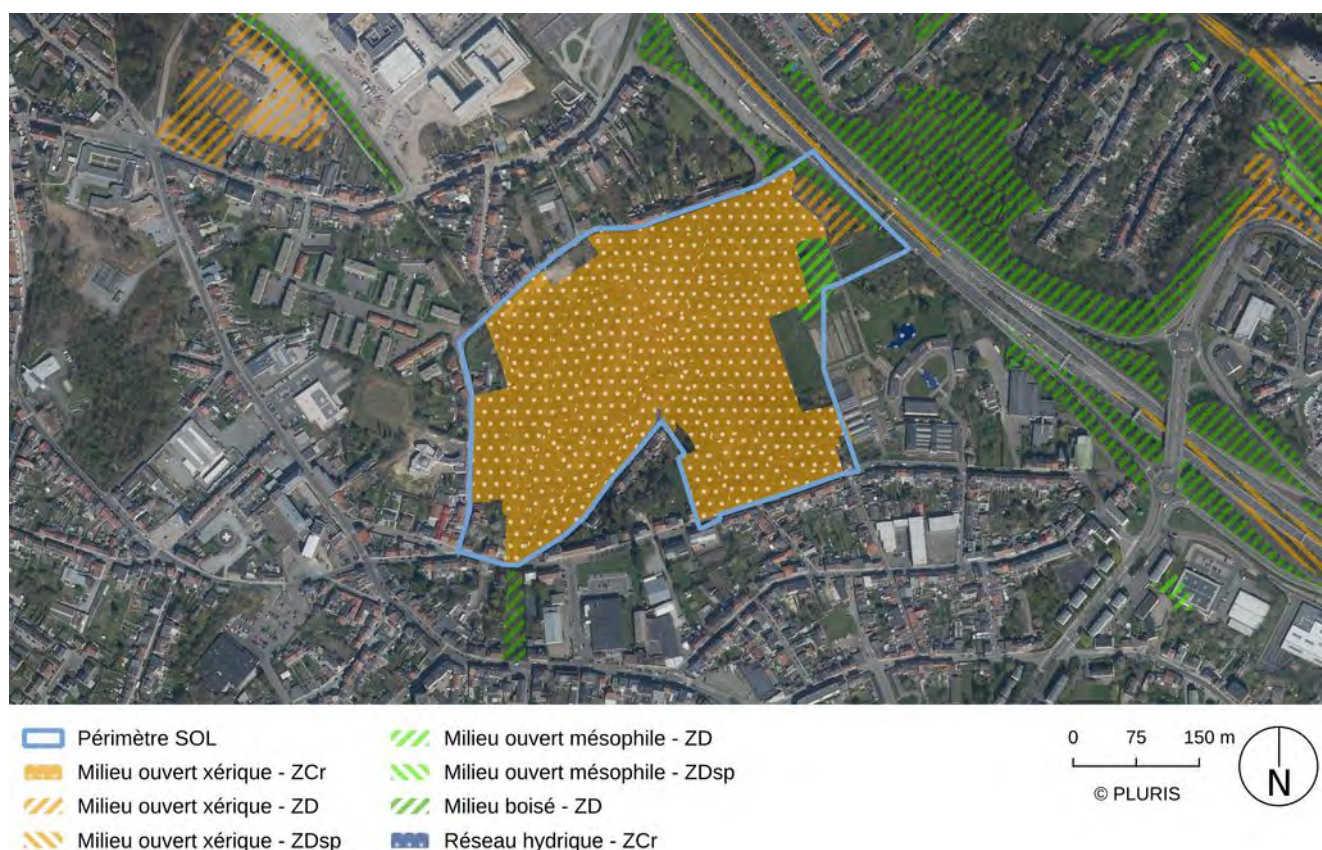 Périmètre SOL
Milieu ouvert xérique - ZCr
Milieu ouvert xérique - ZD
Milieu ouvert xérique - ZDsp
Milieu ouvert mésophile - ZD
Milieu ouvert mésophile - ZDsp
Milieu boisé - ZD
Réseau hydrique - ZCr
0 75 150 m
© PLURIS
N